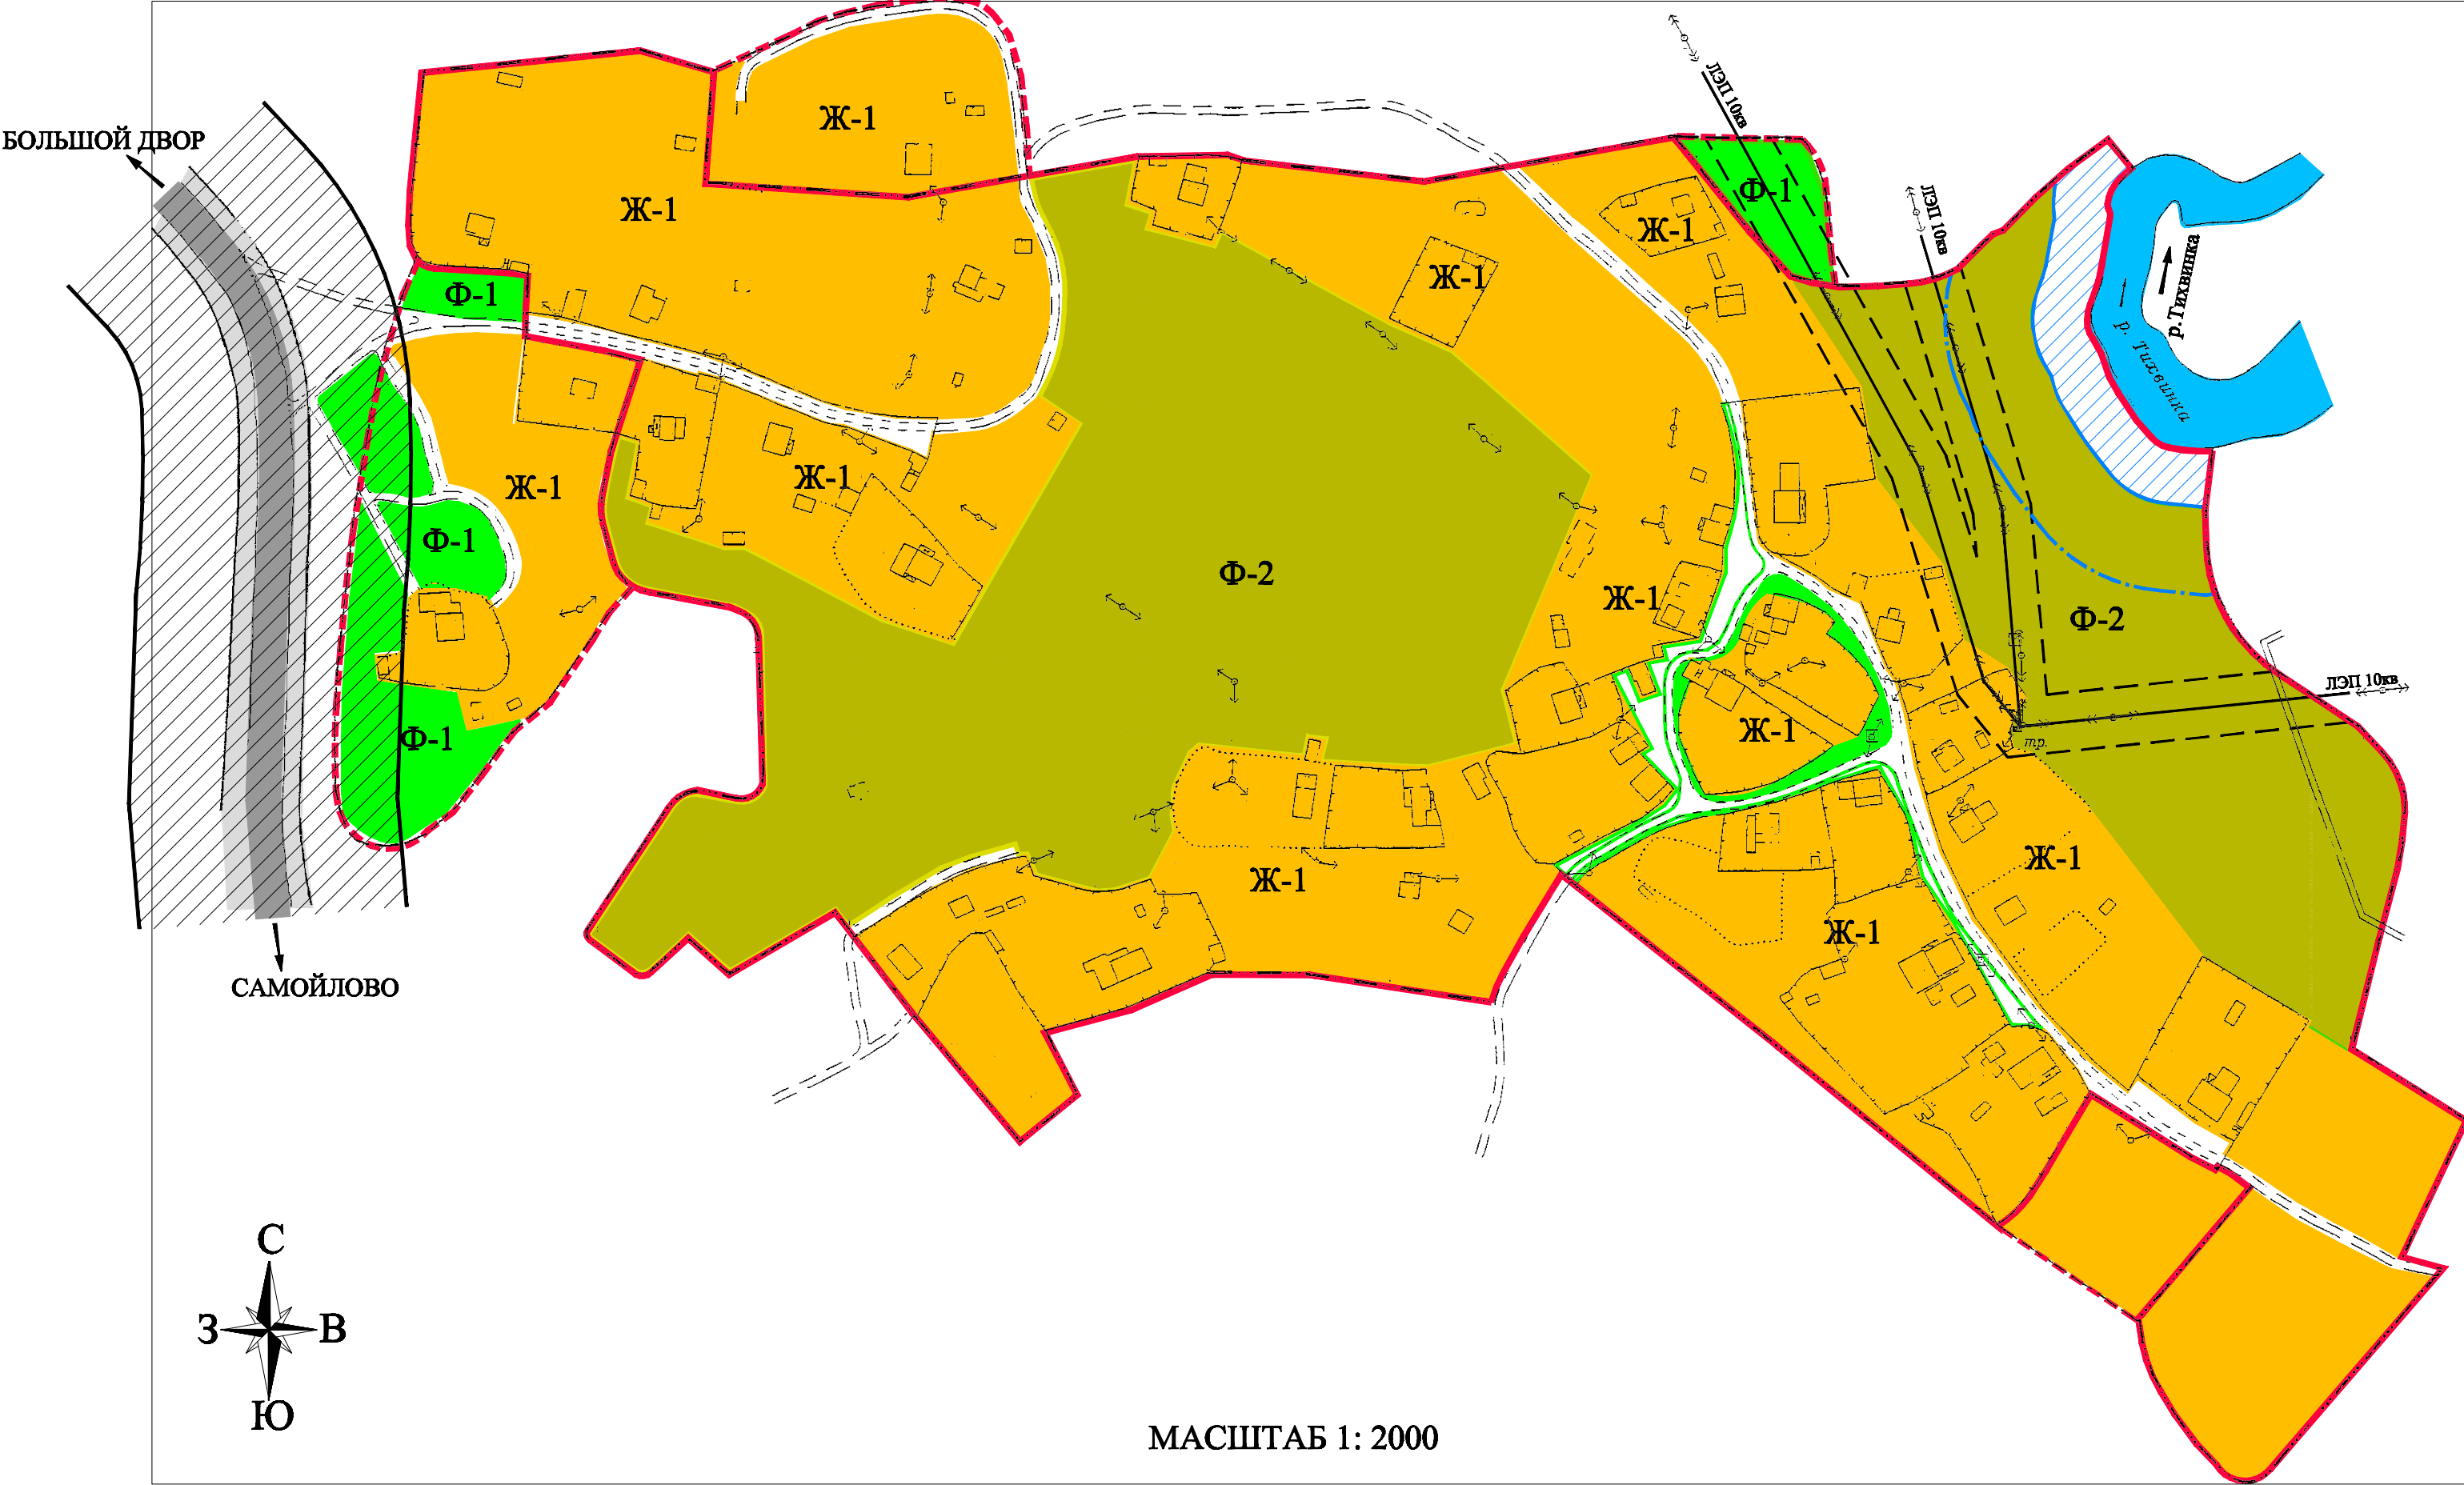 ЛЭП 10кв
Ж-1
БОЛЬШОЙ ДВОР
Ф-1
ЛЭП 10кв
Ж-1
Ж-1
р. Тихвинка
Ж-1
Ф-1
р. Тихвинка
Ж-1
Ж-1
Ф-1
Ф-2
Ж-1
Ф-2
ЛЭП 10кв
Ф-1
Ж-1
тр.
Ж-1
Ж-1
Ж-1
САМОЙЛОВО
С
З
В
Ю
МАСШТАБ 1: 2000